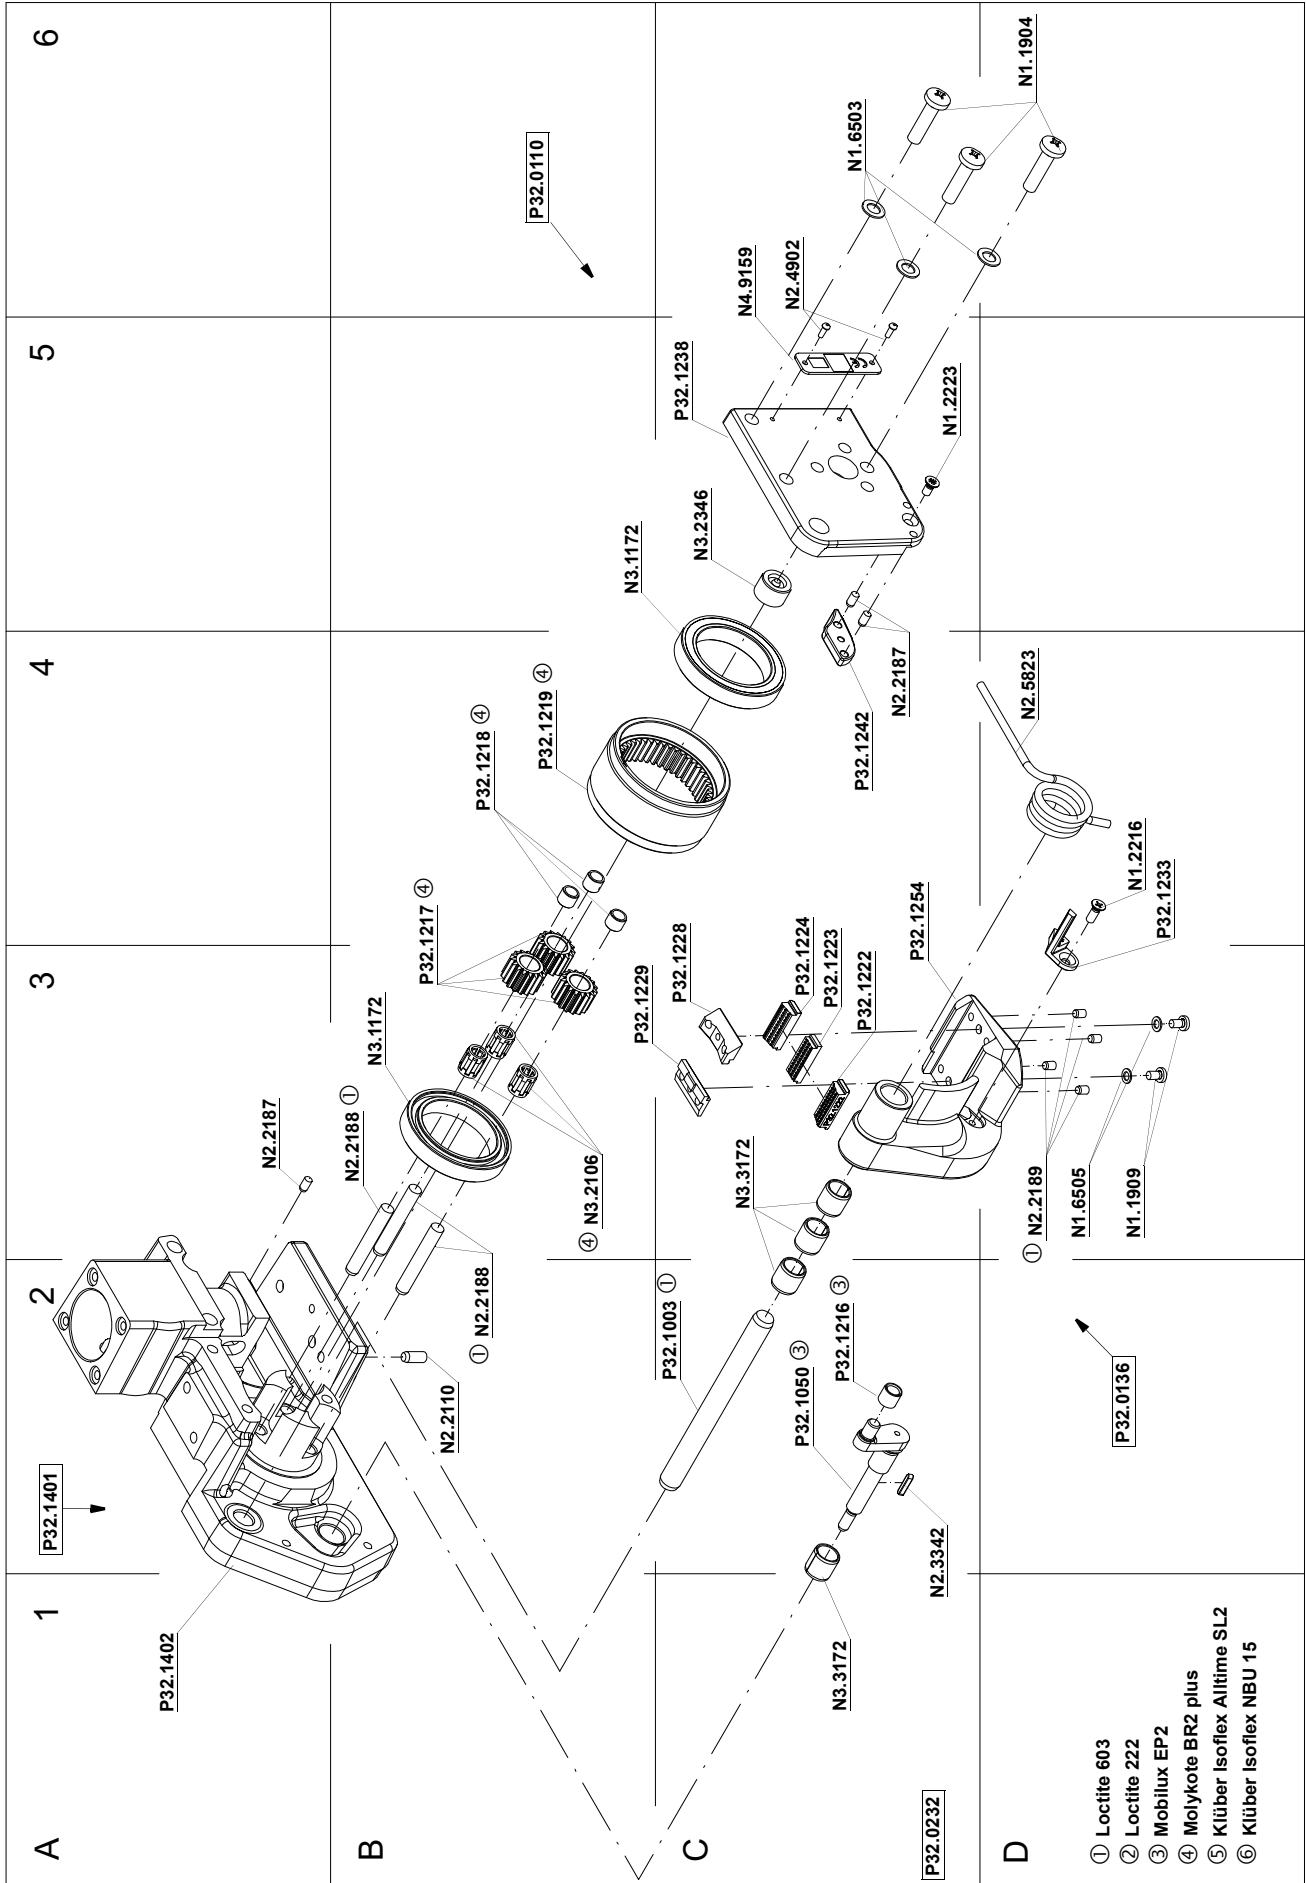 1
2
3
4
5
6
A
B
C
D
P32.1401
P32.1402
N2.2187
N2.2110
N2.2188 ①
① N2.2188
N3.1172
④ N3.2106
P32.1217 ④
P32.1218 ④
P32.1219 ④
N3.1172
N3.2346
P32.0110
P32.1238
N4.9159
N2.4902
N1.6503
N1.1904
N1.2223
N2.2187
P32.1242
P32.1229
P32.1228
P32.1224
P32.1223
P32.1222
P32.1254
N2.5823
N1.2216
P32.1233
N3.3172
P32.1003 ①
P32.1216 ③
P32.1050 ③
N2.3342
N3.3172
① N2.2189
N1.6505
N1.1909
P32.0136
P32.0232
① Loctite 603
② Loctite 222
③ Mobilux EP2
④ Molykote BR2 plus
⑤ Klüber Isoflex Alltime SL2
⑥ Klüber Isoflex NBU 15